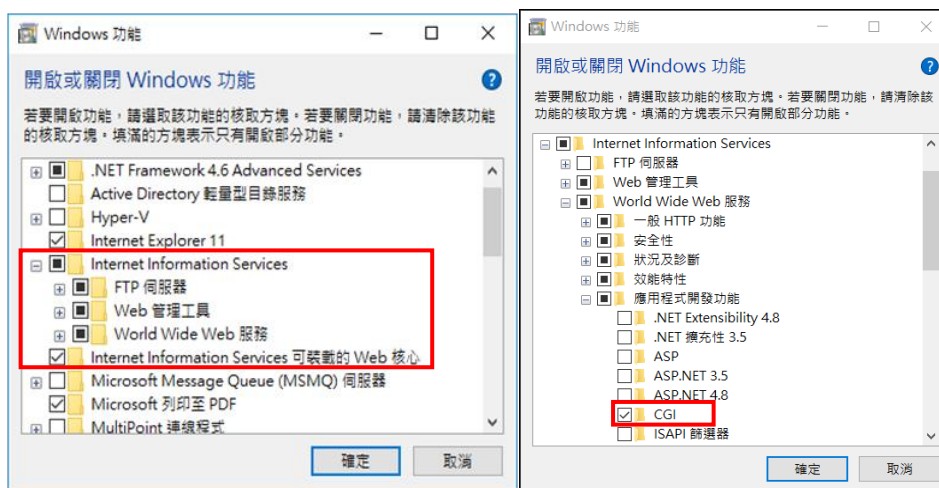 Windows 功能
開啟或關閉 Windows 功能
若要開啟功能，請選取該功能的核取方塊。若要關閉功能，請清除該功能
的核取方塊。填滿的方塊表示只有開啟部分功能。
.NET Framework 4.6 Advanced Services
Active Directory 輕量型目錄服務
Hyper-V
Internet Explorer 11
Internet Information Services
FTP 伺服器
Web 管理工具
World Wide Web 服務
Internet Information Services 可裝載的 Web 核心
Microsoft Message Queue (MSMQ) 伺服器
Microsoft 列印至 PDF
MultiPoint 連線程式
確定
取消
Windows 功能
開啟或關閉 Windows 功能
若要開啟功能，請選取該功能的核取方塊。若要關閉功能，請清除該
功能的核取方塊。填滿的方塊表示只有開啟部分功能。
Internet Information Services
FTP 伺服器
Web 管理工具
World Wide Web 服務
一般 HTTP 功能
安全性
狀況及診斷
效能特性
應用程式開發功能
.NET Extensibility 4.8
.NET 擴充性 3.5
ASP
ASP.NET 3.5
ASP.NET 4.8
CGI
ISAPI 篩選器
確定
取消